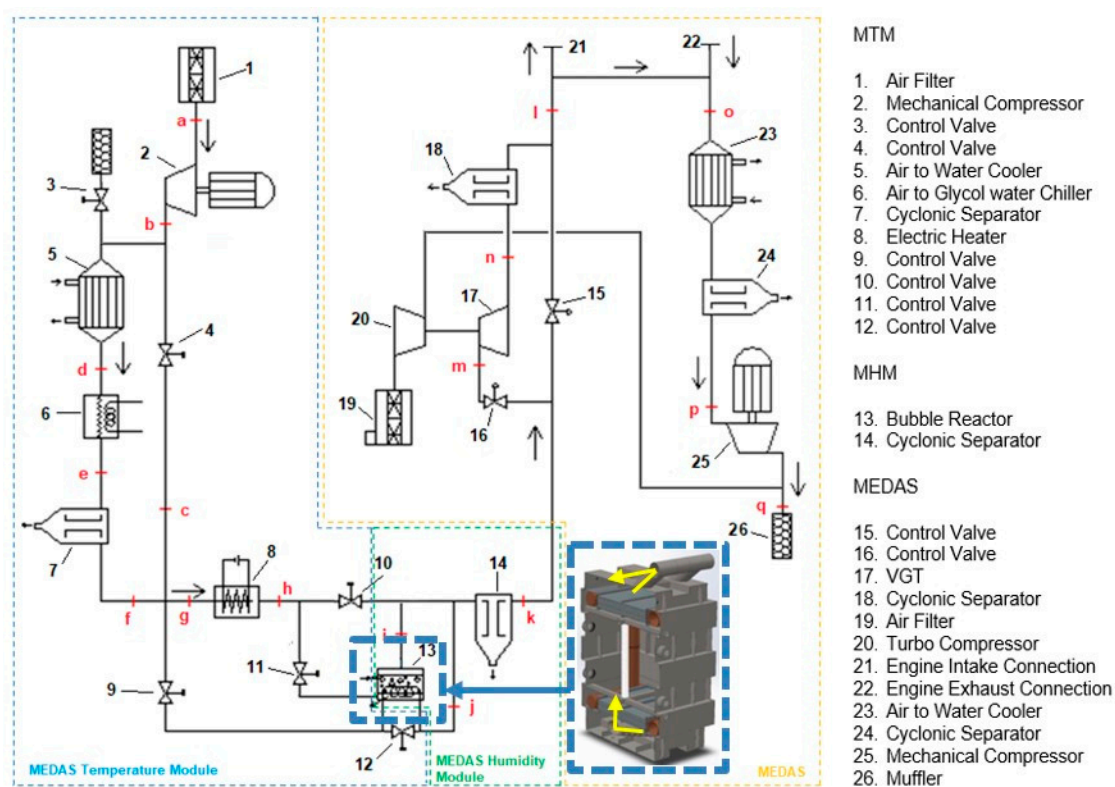 1
a
2
3
b
5
4
d
6
e
c
7
8
f
g
h
10
11
9
i
13
j
12
14
k
21
22
l
o
18
23
n
17
15
20
24
m
19
16
p
25
q
26
MEDAS Temperature Module
MEDAS Humidity
Module
MEDAS
MTM
1. Air Filter
2. Mechanical Compressor
3. Control Valve
4. Control Valve
5. Air to Water Cooler
6. Air to Glycol water Chiller
7. Cyclonic Separator
8. Electric Heater
9. Control Valve
10. Control Valve
11. Control Valve
12. Control Valve
MHM
13. Bubble Reactor
14. Cyclonic Separator
MEDAS
15. Control Valve
16. Control Valve
17. VGT
18. Cyclonic Separator
19. Air Filter
20. Turbo Compressor
21. Engine Intake Connection
22. Engine Exhaust Connection
23. Air to Water Cooler
24. Cyclonic Separator
25. Mechanical Compressor
26. Muffler